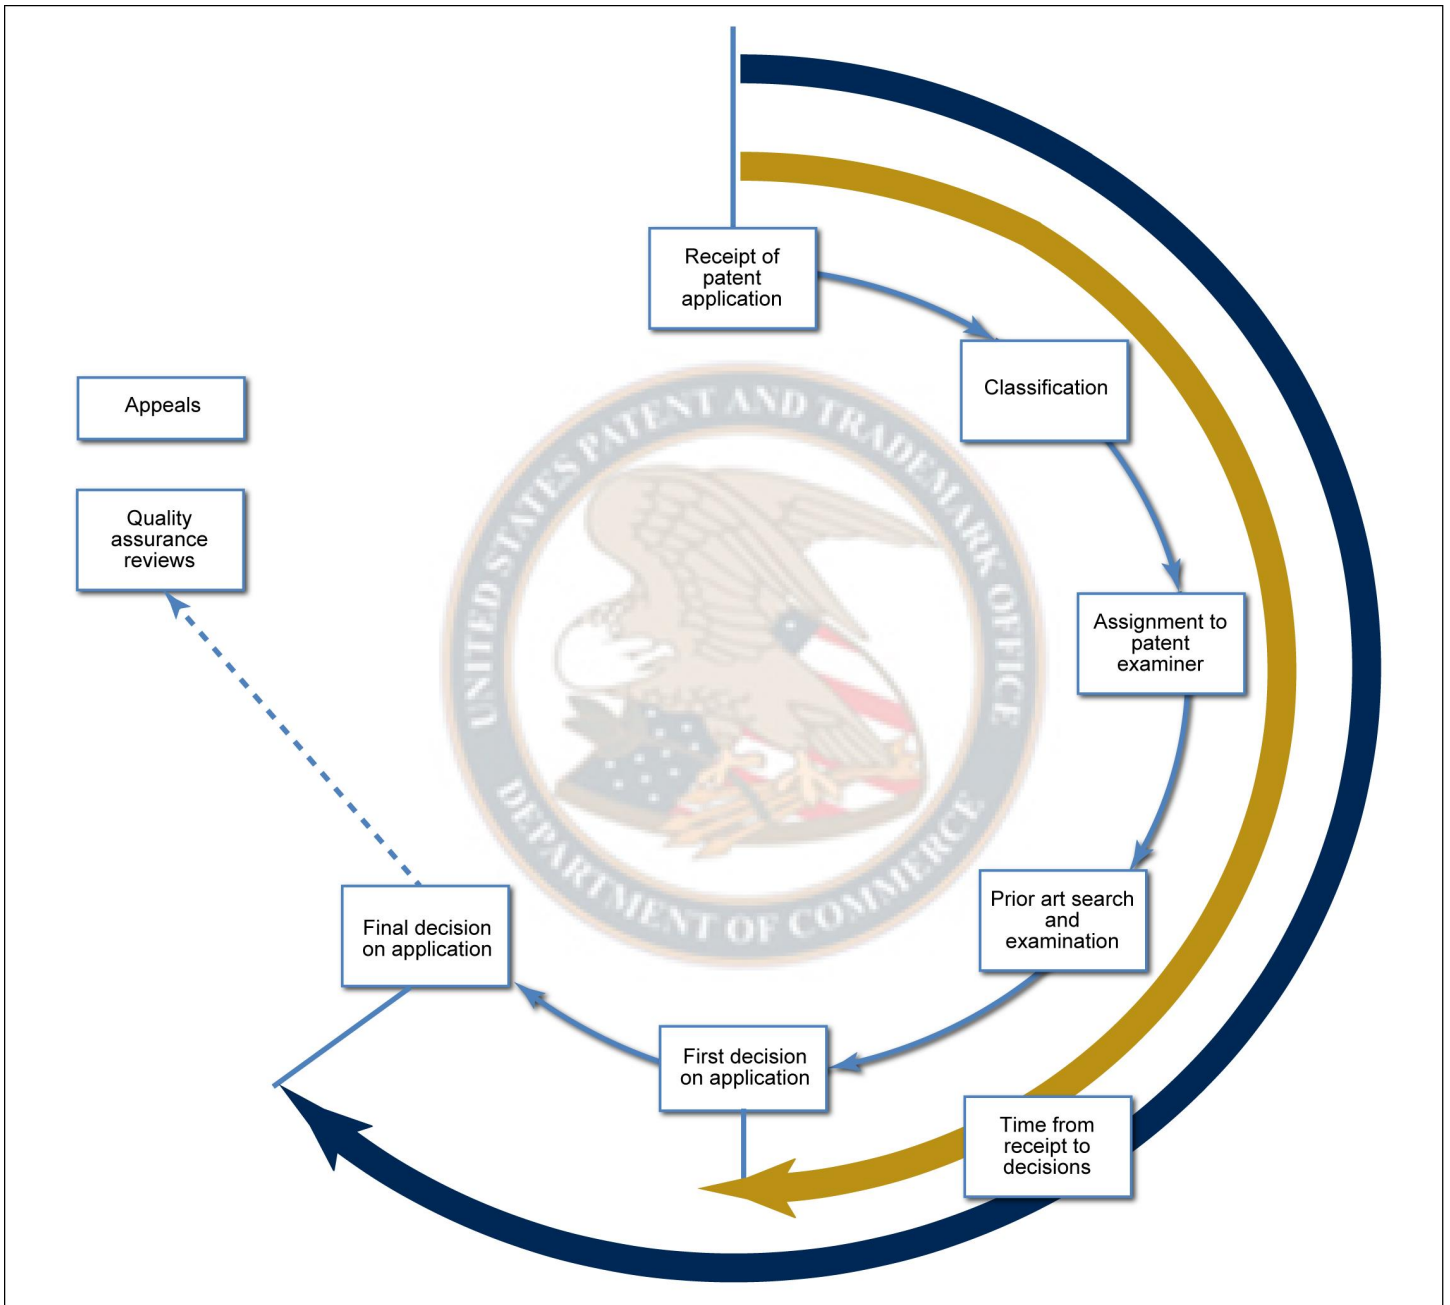 Receipt of
patent
application
Classification
Appeals
Quality
assurance
reviews
Assignment to
patent
examiner
Prior art search
and
examination
Final decision
on application
First decision
on application
Time from
receipt to
decisions
UNITED STATES PATENT AND TRADEMARK OFFICE
DEPARTMENT OF COMMERCE